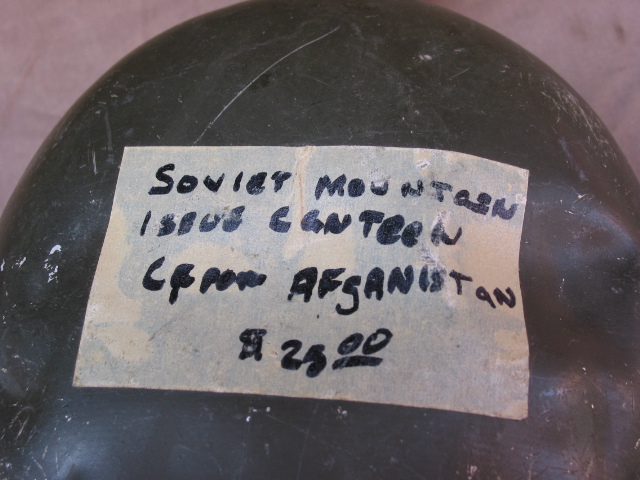 SOVIET MOUNTAIN
ISSUE CANTEEN
(from AFgANISTAN
$ 25.00